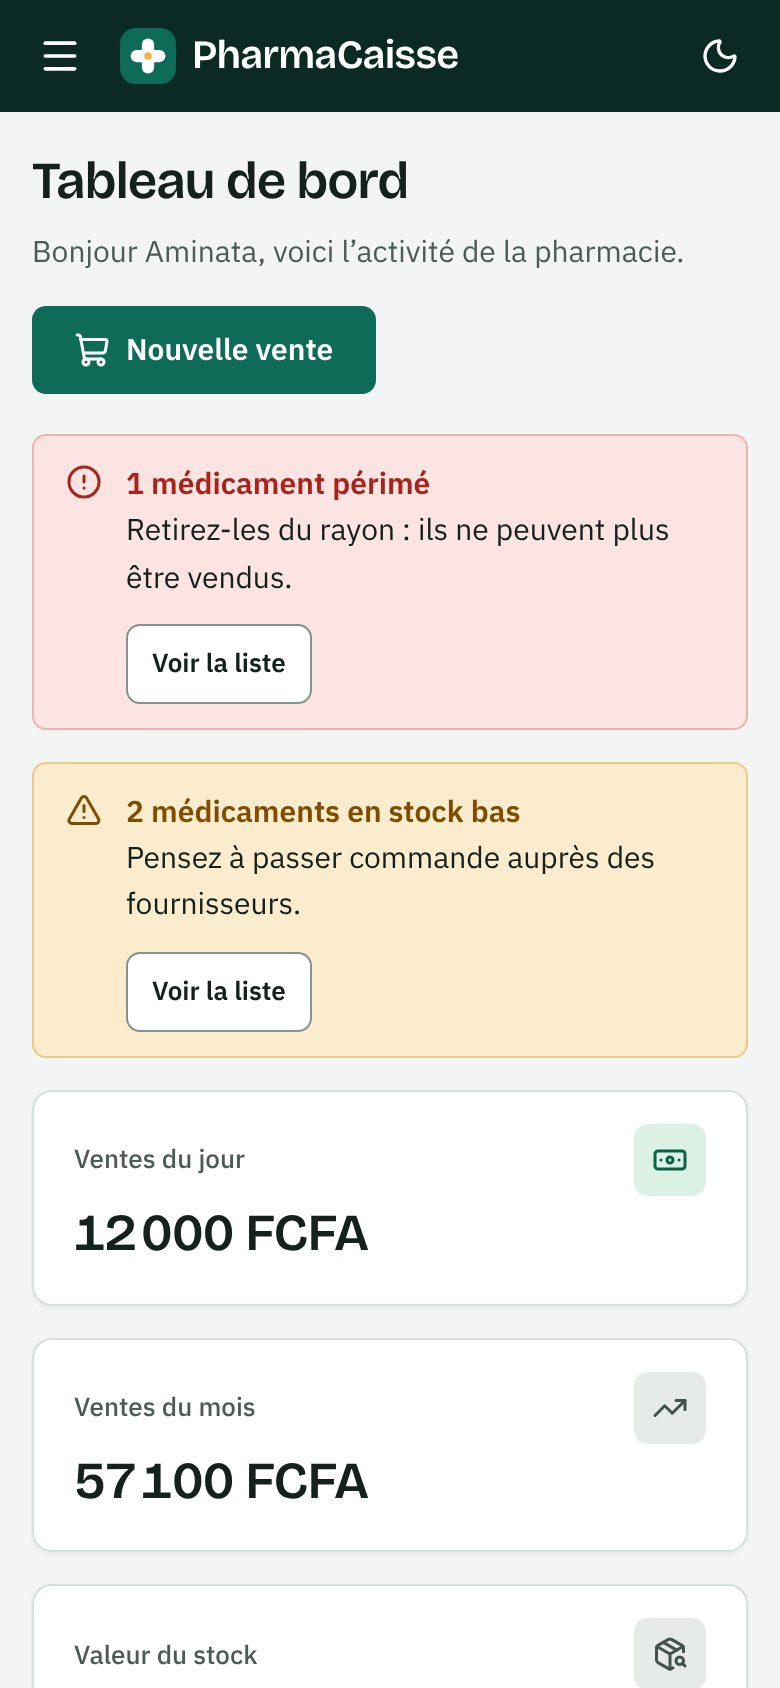 PharmaCaisse
Tableau de bord
Bonjour Aminata, voici l’activité de la pharmacie.
Nouvelle vente
1 médicament périmé
Retirez-les du rayon : ils ne peuvent plus
être vendus.
Voir la liste
2 médicaments en stock bas
Pensez à passer commande auprès des
fournisseurs.
Voir la liste
Ventes du jour
12 000 FCFA
Ventes du mois
57 100 FCFA
Valeur du stock